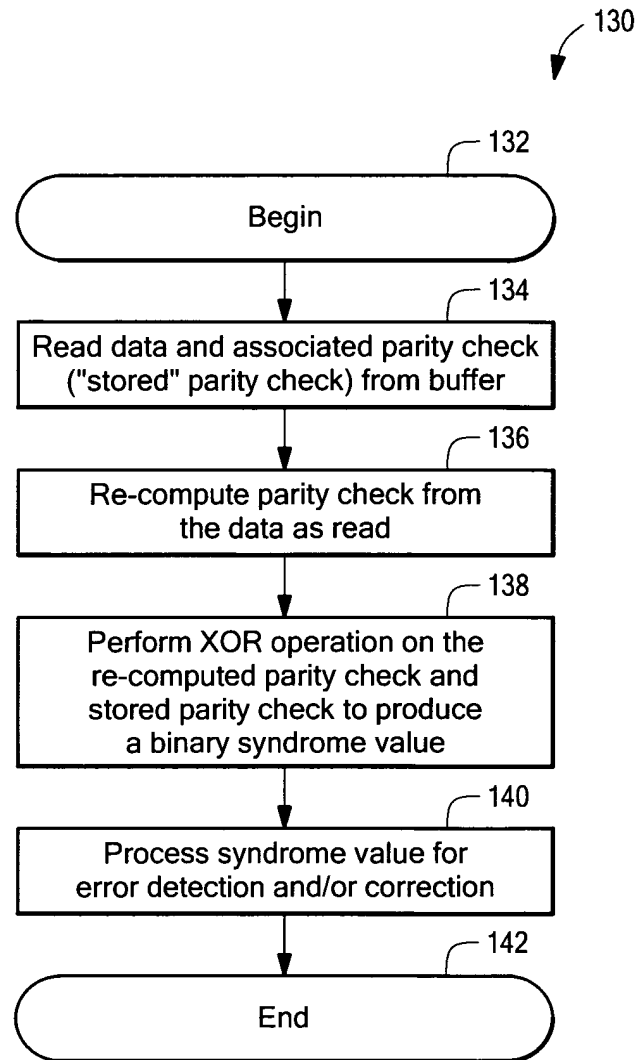 130
132
Begin
134
Read data and associated parity check
("stored" parity check) from buffer
136
Re-compute parity check from
the data as read
138
Perform XOR operation on the
re-computed parity check and
stored parity check to produce
a binary syndrome value
140
Process syndrome value for
error detection and/or correction
142
End